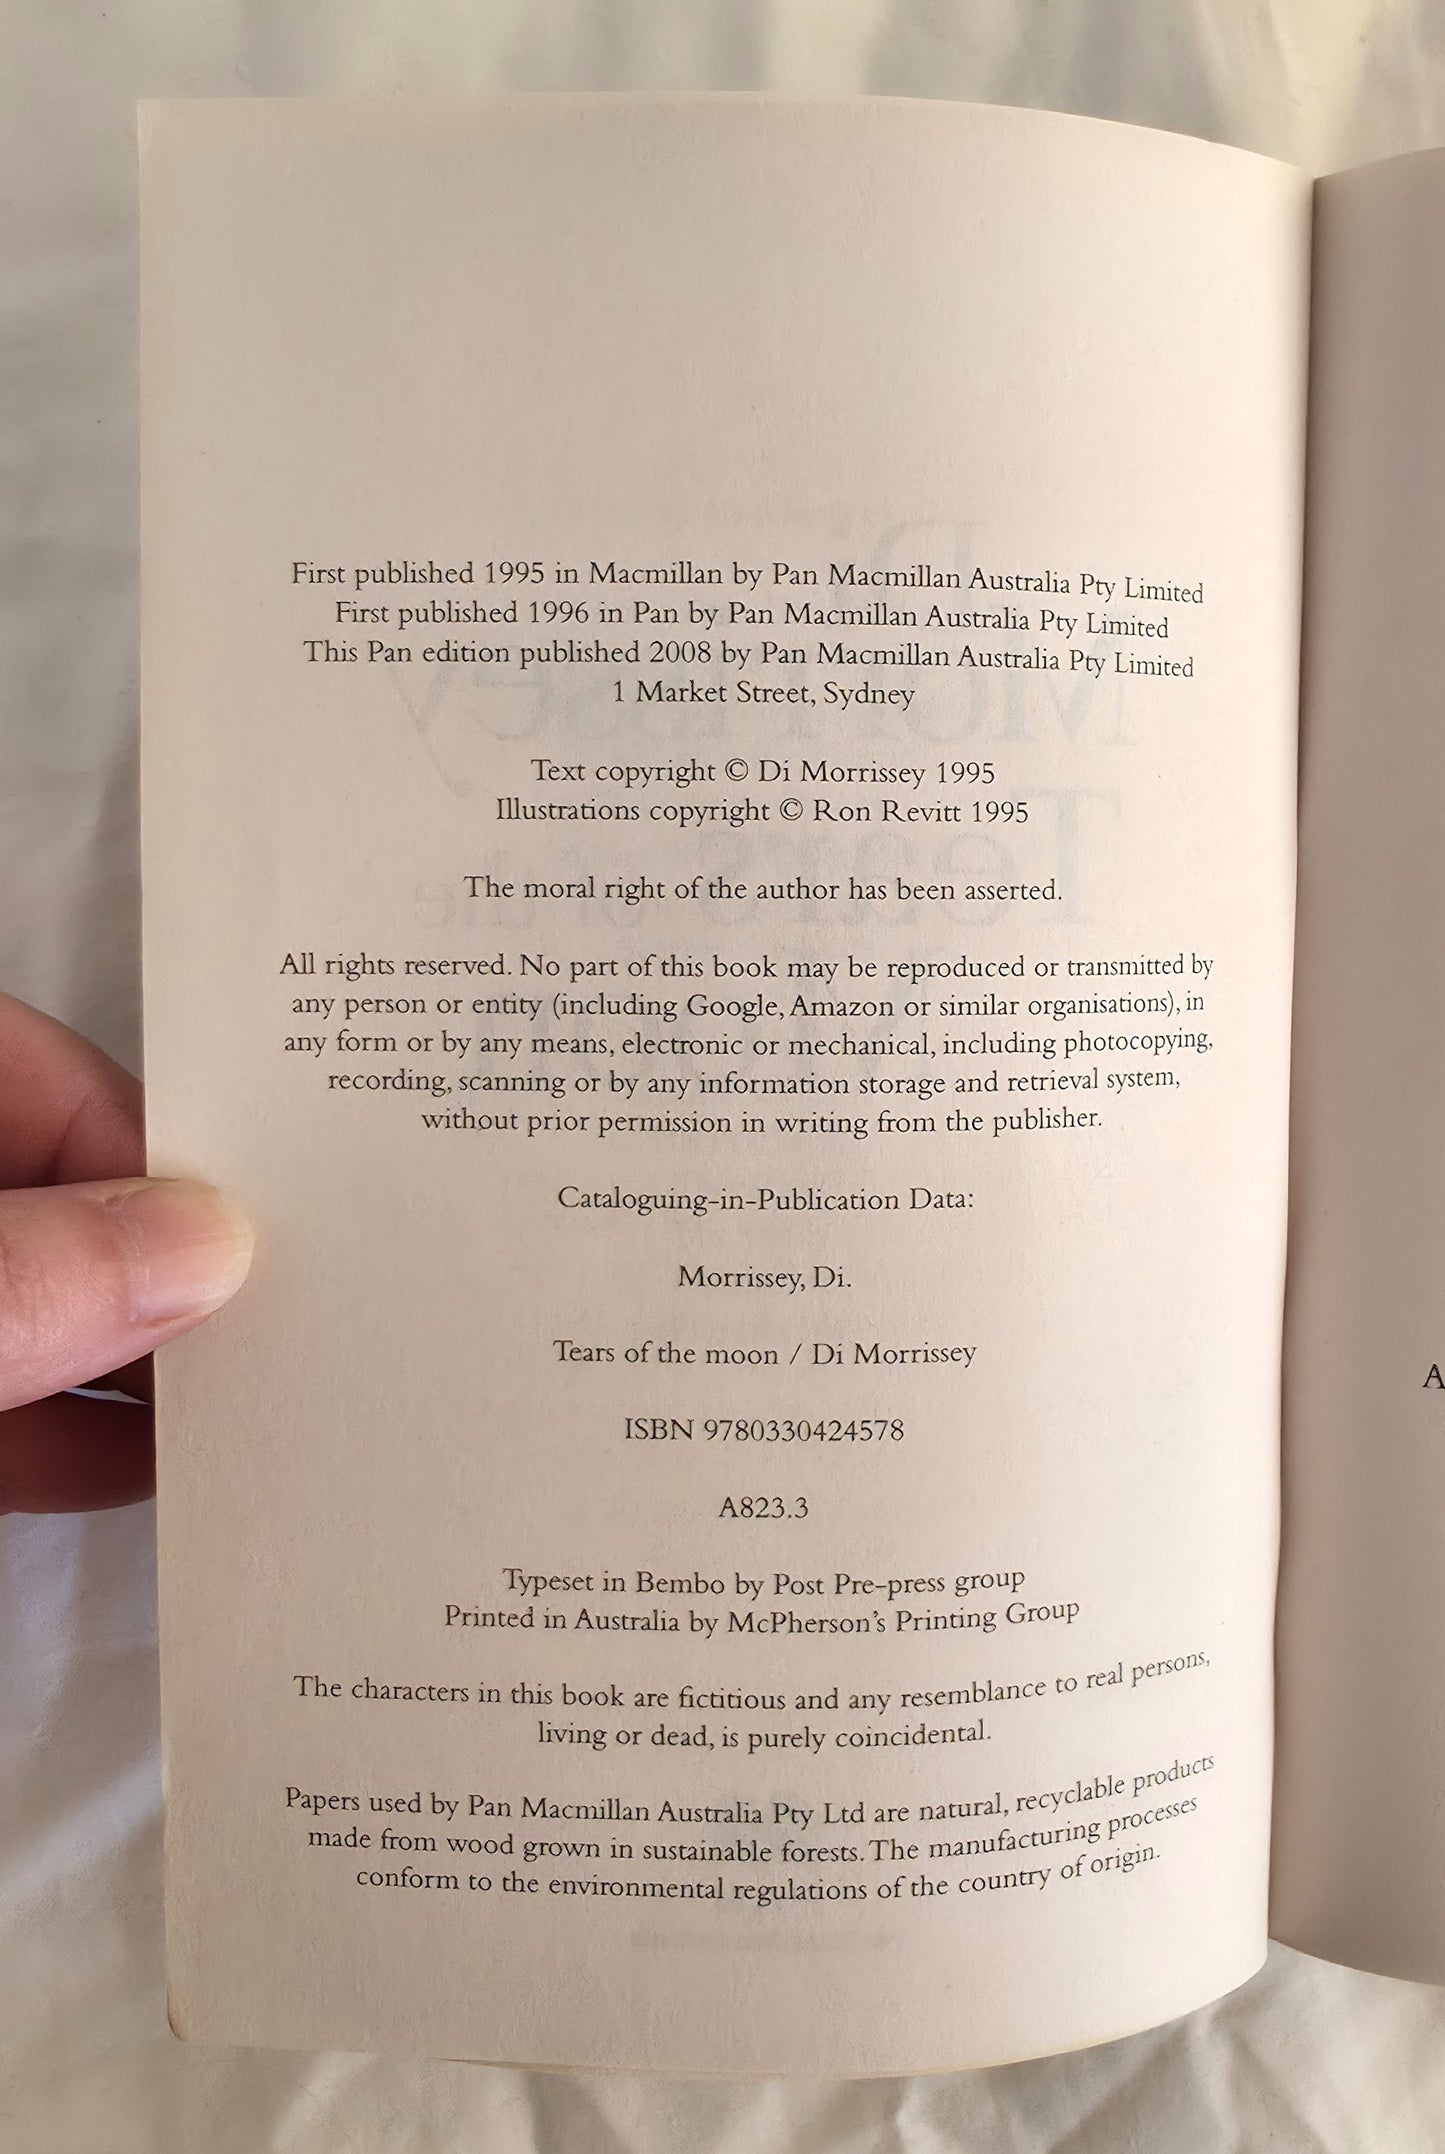 First published 1995 in Macmillan by Pan Macmillan Australia Pty Limited
First published 1996 in Pan by Pan Macmillan Australia Pty Limited
This Pan edition published 2008 by Pan Macmillan Australia Pty Limited
1 Market Street, Sydney
Text copyright © Di Morrissey 1995
Illustrations copyright © Ron Revitt 1995
The moral right of the author has been asserted.
All rights reserved. No part of this book may be reproduced or transmitted by
any person or entity (including Google, Amazon or similar organisations), in
any form or by any means, electronic or mechanical, including photocopying,
recording, scanning or by any information storage and retrieval system,
without prior permission in writing from the publisher.
Cataloguing-in-Publication Data:
Morrissey, Di.
Tears of the moon / Di Morrissey
ISBN 9780330424578
A823.3
Typeset in Bembo by Post Pre-press group
Printed in Australia by McPherson's Printing Group
The characters in this book are fictitious and any resemblance to real persons,
living or dead, is purely coincidental.
Papers used by Pan Macmillan Australia Pty Ltd are natural, recyclable products
made from wood grown in sustainable forests. The manufacturing processes
conform to the environmental regulations of the country of origin.
A